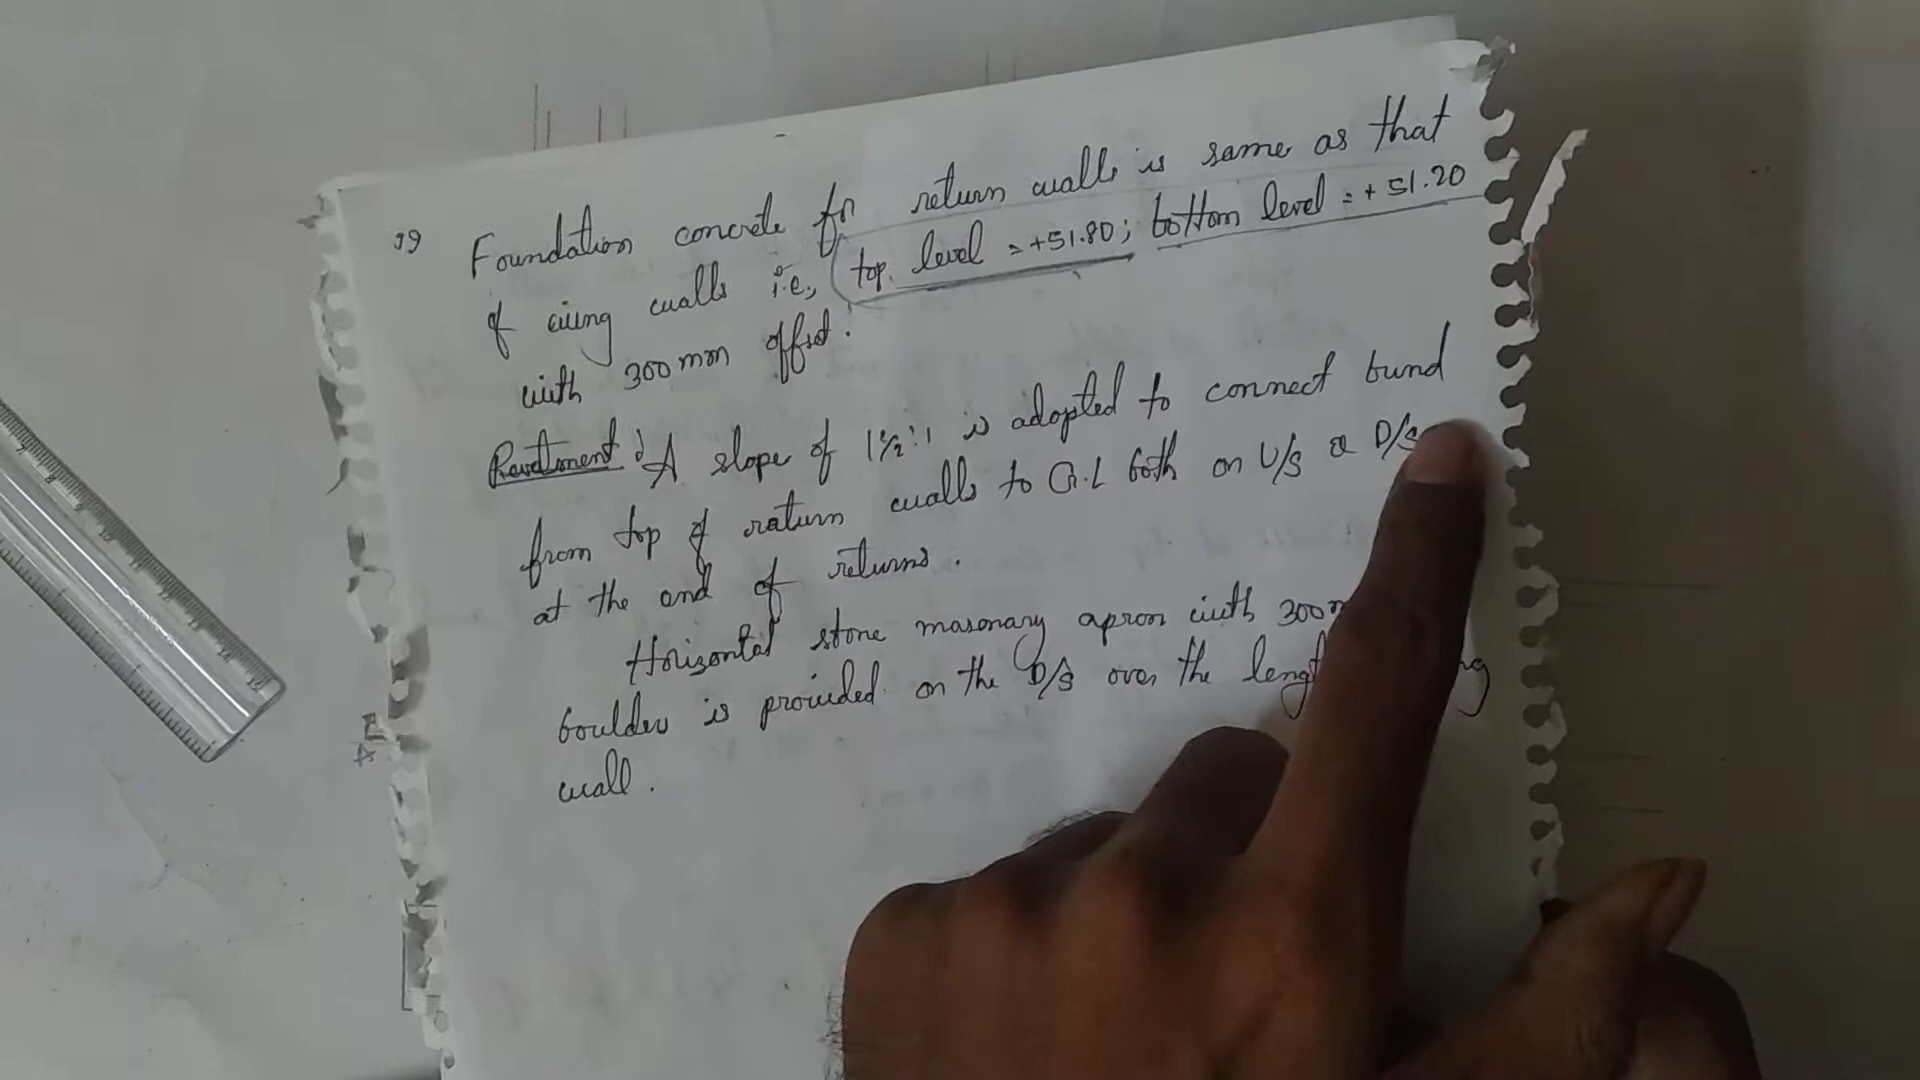 19 Foundation concrete for return walls is same as that
of wing walls i.e, top level = +51.80; bottom level = +51.20
with 300 mm offset.
Revetment: A slope of 1½:1 is adopted to connect bund
from top of return walls to G.L both on U/S & D/S
at the end of returns.
Horizontal stone masonary apron with 300
boulder is provided on the D/S over the
wall.